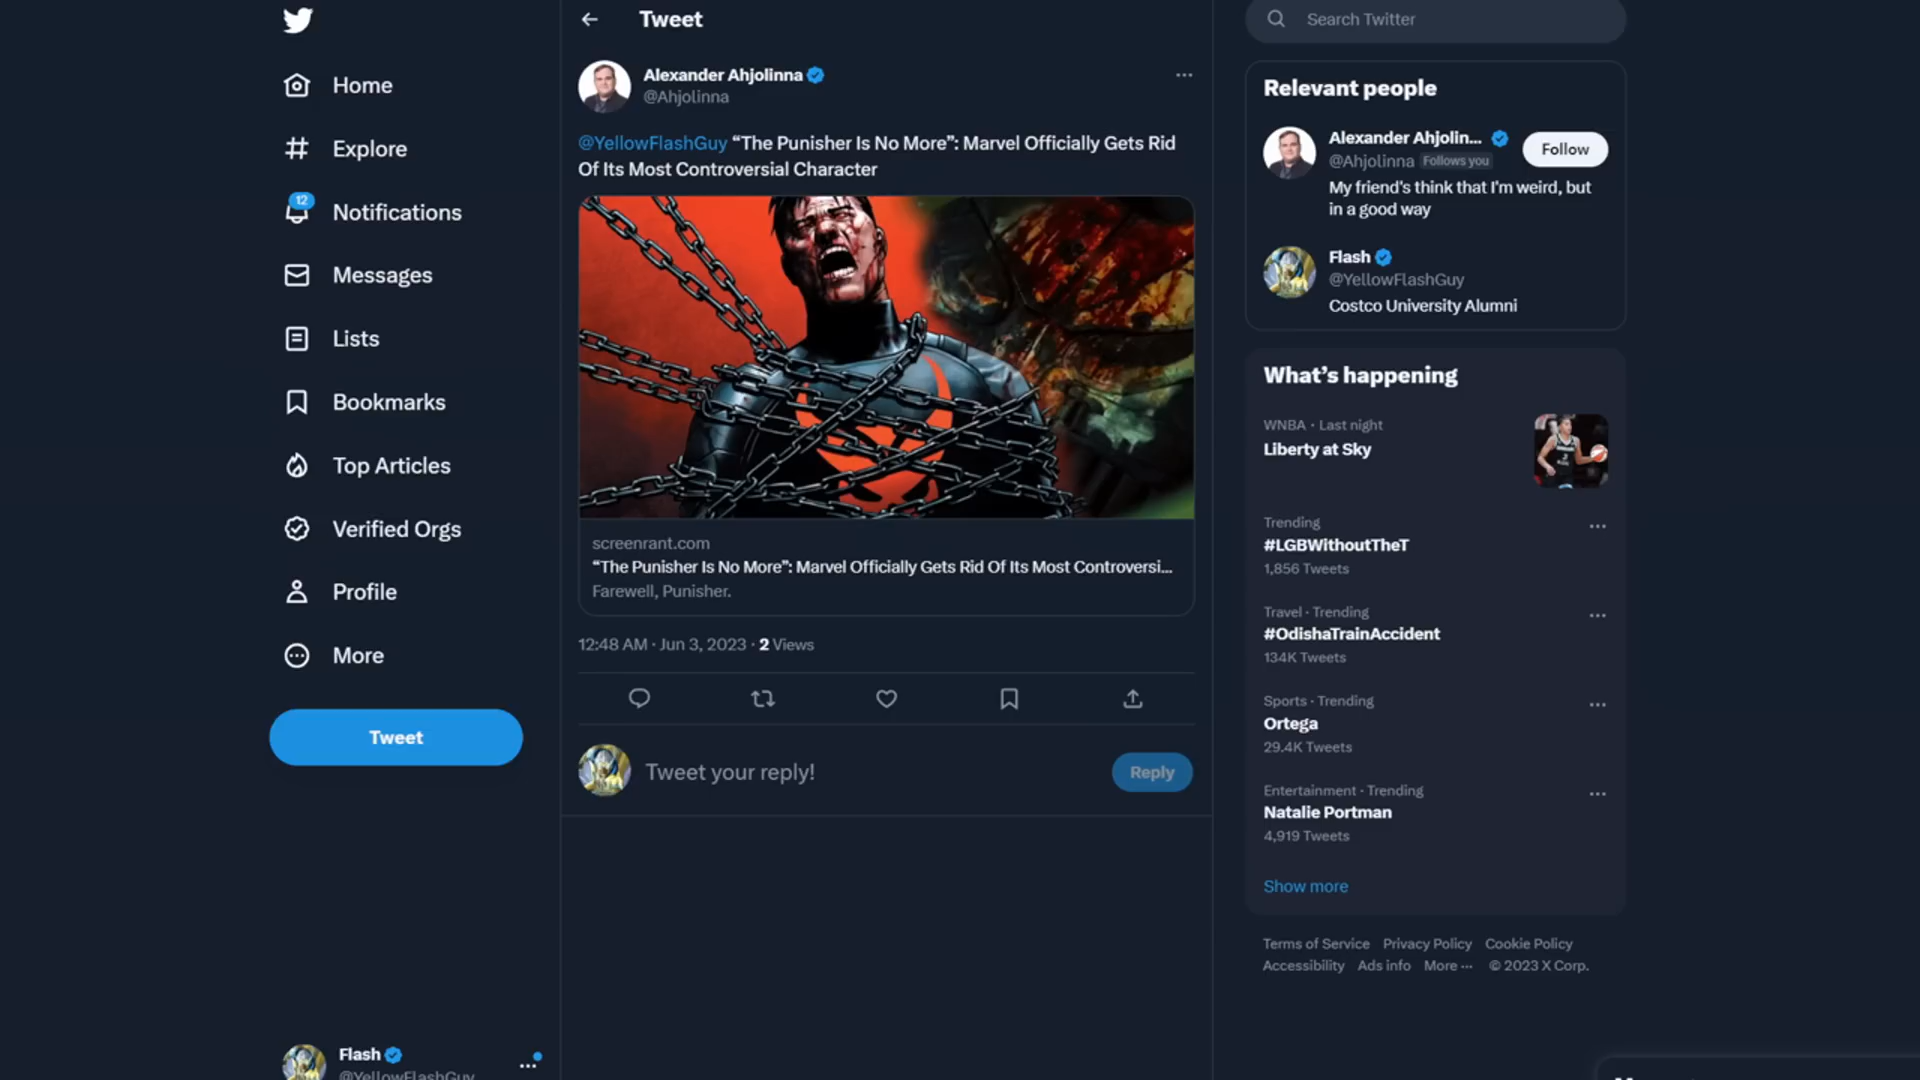 Tweet
Search Twitter
Home
Explore
12
Notifications
Messages
Lists
Bookmarks
Top Articles
Verified Orgs
Profile
More
Tweet
Flash
@YellowFlashGuy
Alexander Ahjolinna
@Ahjolinna
@YellowFlashGuy “The Punisher Is No More”: Marvel Officially Gets Rid
Of Its Most Controversial Character
screenrant.com
“The Punisher Is No More”: Marvel Officially Gets Rid Of Its Most Controversi...
Farewell, Punisher.
12:48 AM · Jun 3, 2023 · 2 Views
Tweet your reply!
Reply
Relevant people
Alexander Ahjolin...
@Ahjolinna Follows you
Follow
My friend's think that I'm weird, but
in a good way
Flash
@YellowFlashGuy
Costco University Alumni
What’s happening
WNBA · Last night
Liberty at Sky
Trending
#LGBWithoutTheT
1,856 Tweets
Travel · Trending
#OdishaTrainAccident
134K Tweets
Sports · Trending
Ortega
29.4K Tweets
Entertainment · Trending
Natalie Portman
4,919 Tweets
Show more
Terms of Service Privacy Policy Cookie Policy
Accessibility Ads info More ··· © 2023 X Corp.